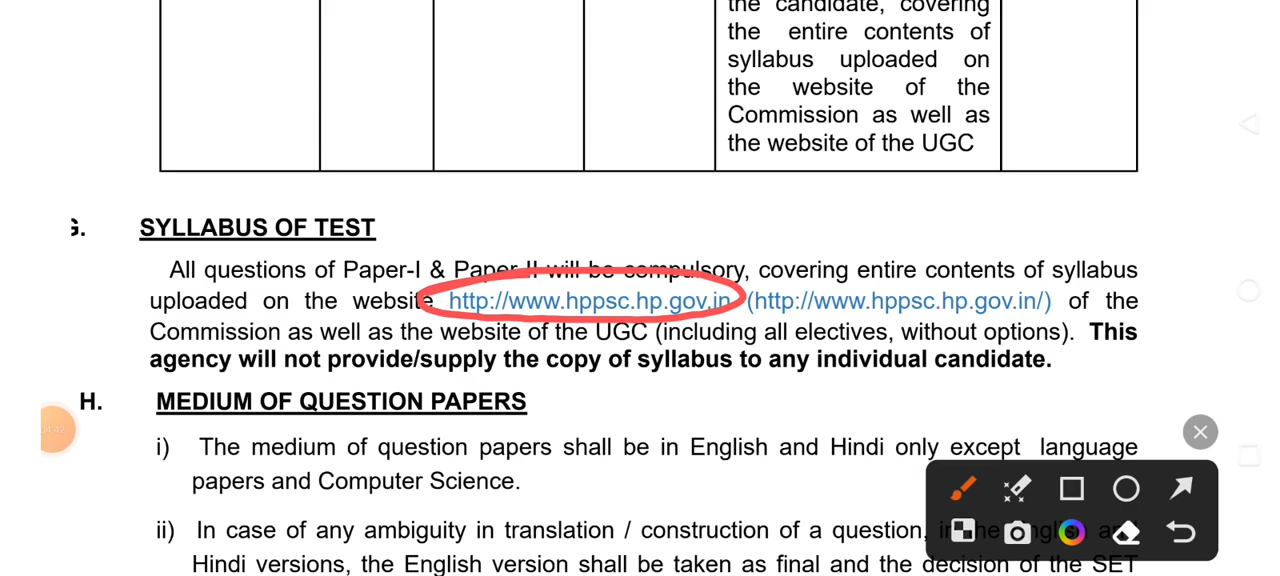 the candidate, covering
the entire contents of
syllabus uploaded on
the website of the
Commission as well as
the website of the UGC
G. SYLLABUS OF TEST
All questions of Paper-I & Paper-II will be compulsory, covering entire contents of syllabus
uploaded on the website http://www.hppsc.hp.gov.in (http://www.hppsc.hp.gov.in/) of the
Commission as well as the website of the UGC (including all electives, without options). This
agency will not provide/supply the copy of syllabus to any individual candidate.
H. MEDIUM OF QUESTION PAPERS
04:42
i) The medium of question papers shall be in English and Hindi only except language
papers and Computer Science.
ii) In case of any ambiguity in translation / construction of a question, in the English and
Hindi versions, the English version shall be taken as final and the decision of the SET